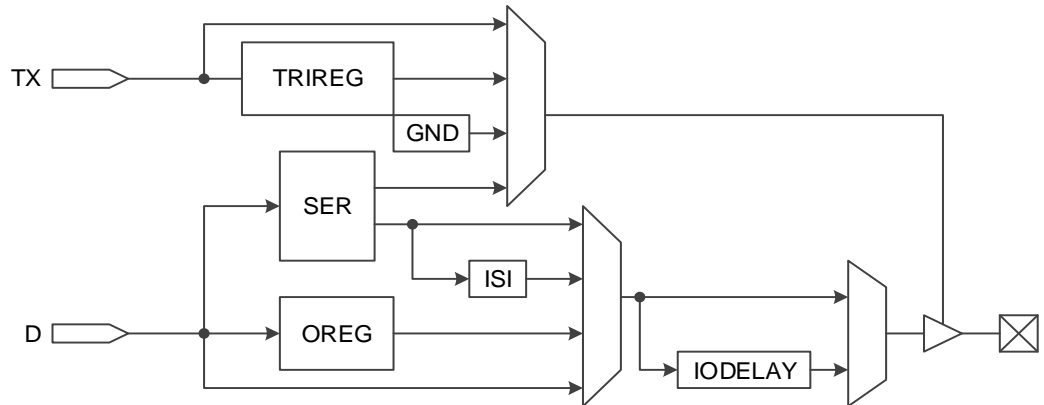 TX
TRIREG
GND
SER
ISI
D
OREG
IODELAY